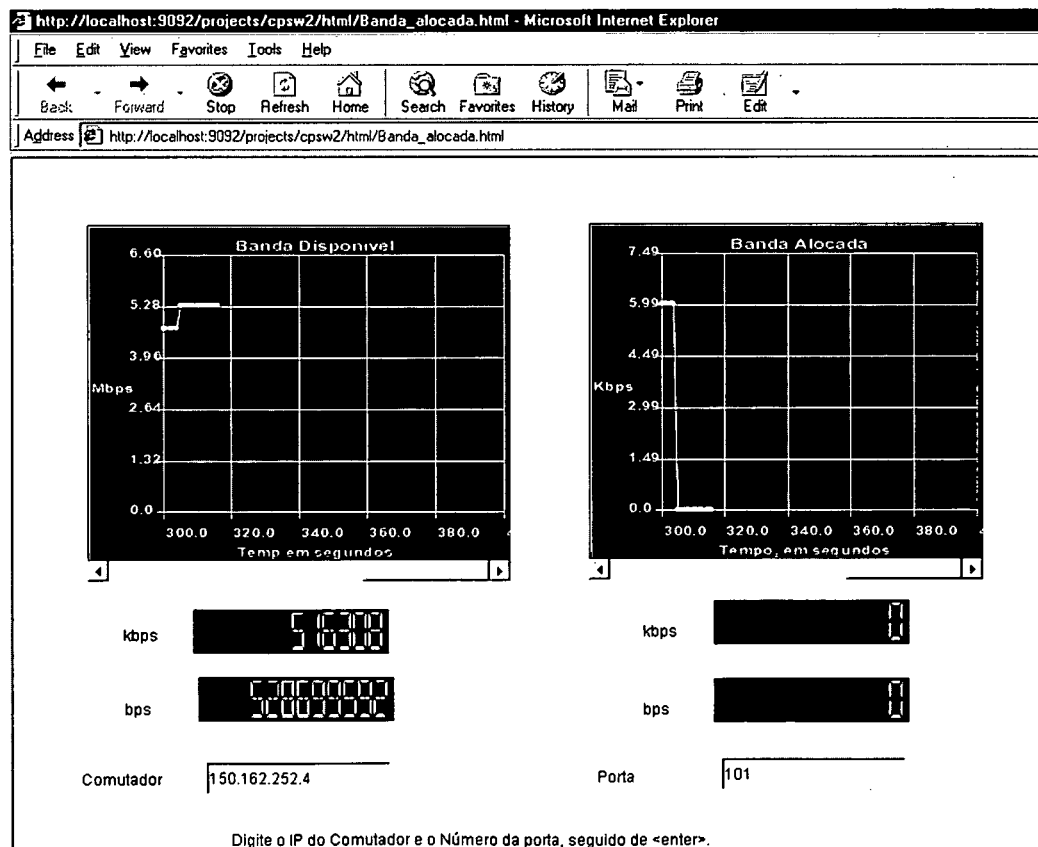 http://localhost:9092/projects/cpsw2/html/Banda_alocada.html - Microsoft Internet Explorer
File Edit View Favorites Tools Help
Back Forward Stop Refresh Home Search Favorites History Mail Print Edit
Address http://localhost:9092/projects/cpsw2/html/Banda_alocada.html
Banda Disponivel
6.60
5.28
3.96
Mbps
2.64
1.32
0.0
300.0 320.0 340.0 360.0 380.0
Temp em segundos
Banda Alocada
7.49
5.99
4.49
Kbps
2.99
1.49
0.0
300.0 320.0 340.0 360.0 380.0
Tempo, em segundos
kbps
kbps 0
bps
bps 0
Comutador 150.162.252.4
Porta 101
Digite o IP do Comutador e o Número da porta, seguido de <enter>.